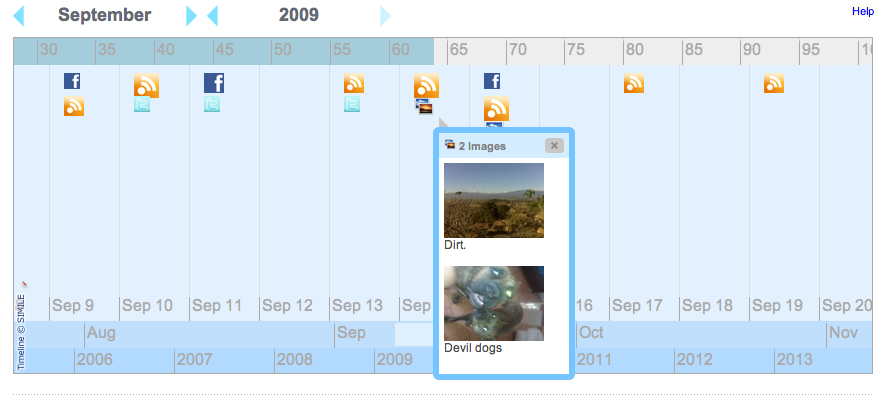 September 2009 Help
30 35 40 45 50 55 60 65 70 75 80 85 90 95
2 Images
Dirt.
Devil dogs
Sep 9 Sep 10 Sep 11 Sep 12 Sep 13 Sep 16 Sep 17 Sep 18 Sep 19 Sep 20
Aug Sep Oct Nov
2006 2007 2008 2009 2011 2012 2013
Timeline © SIMILE